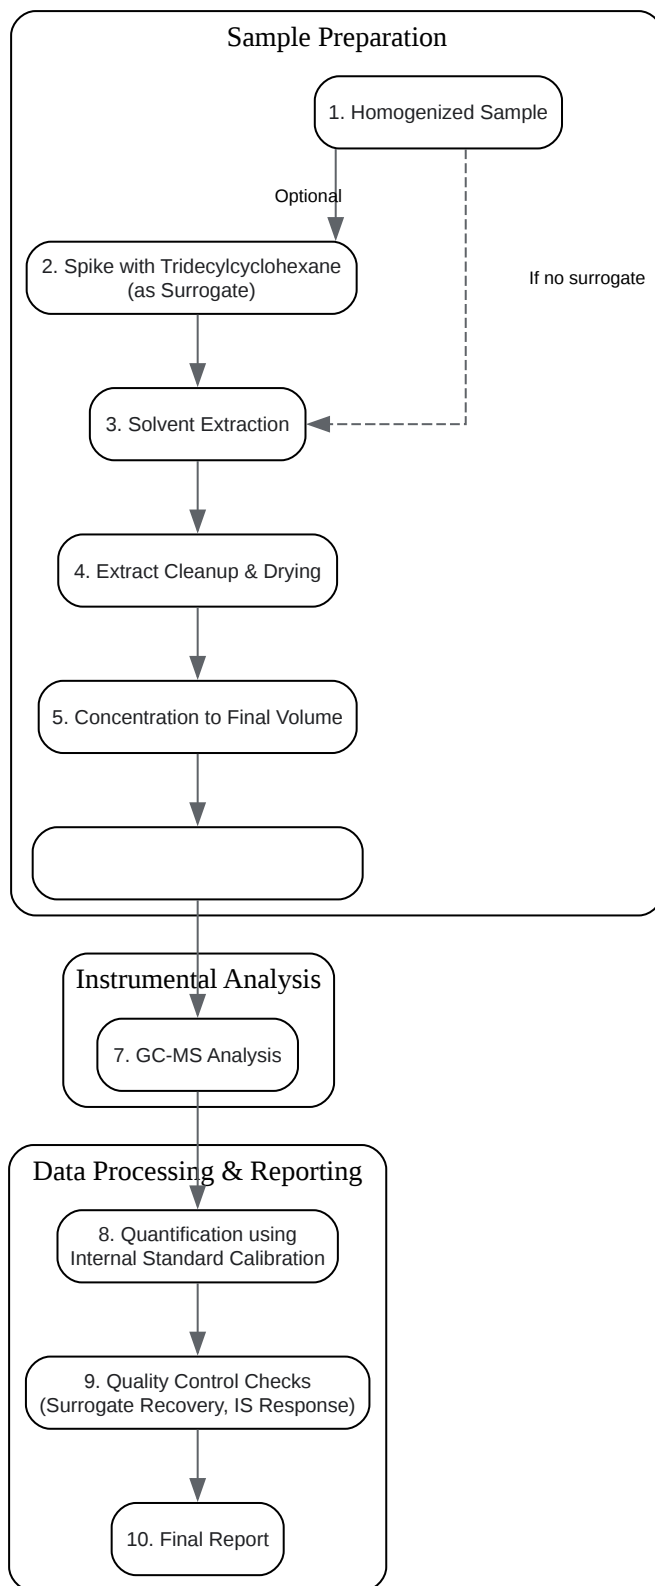 Sample Preparation
1. Homogenized Sample
Optional
2. Spike with Tridecylcyclohexane
(as Surrogate)
If no surrogate
3. Solvent Extraction
4. Extract Cleanup & Drying
5. Concentration to Final Volume
Instrumental Analysis
7. GC-MS Analysis
Data Processing & Reporting
8. Quantification using
Internal Standard Calibration
9. Quality Control Checks
(Surrogate Recovery, IS Response)
10. Final Report